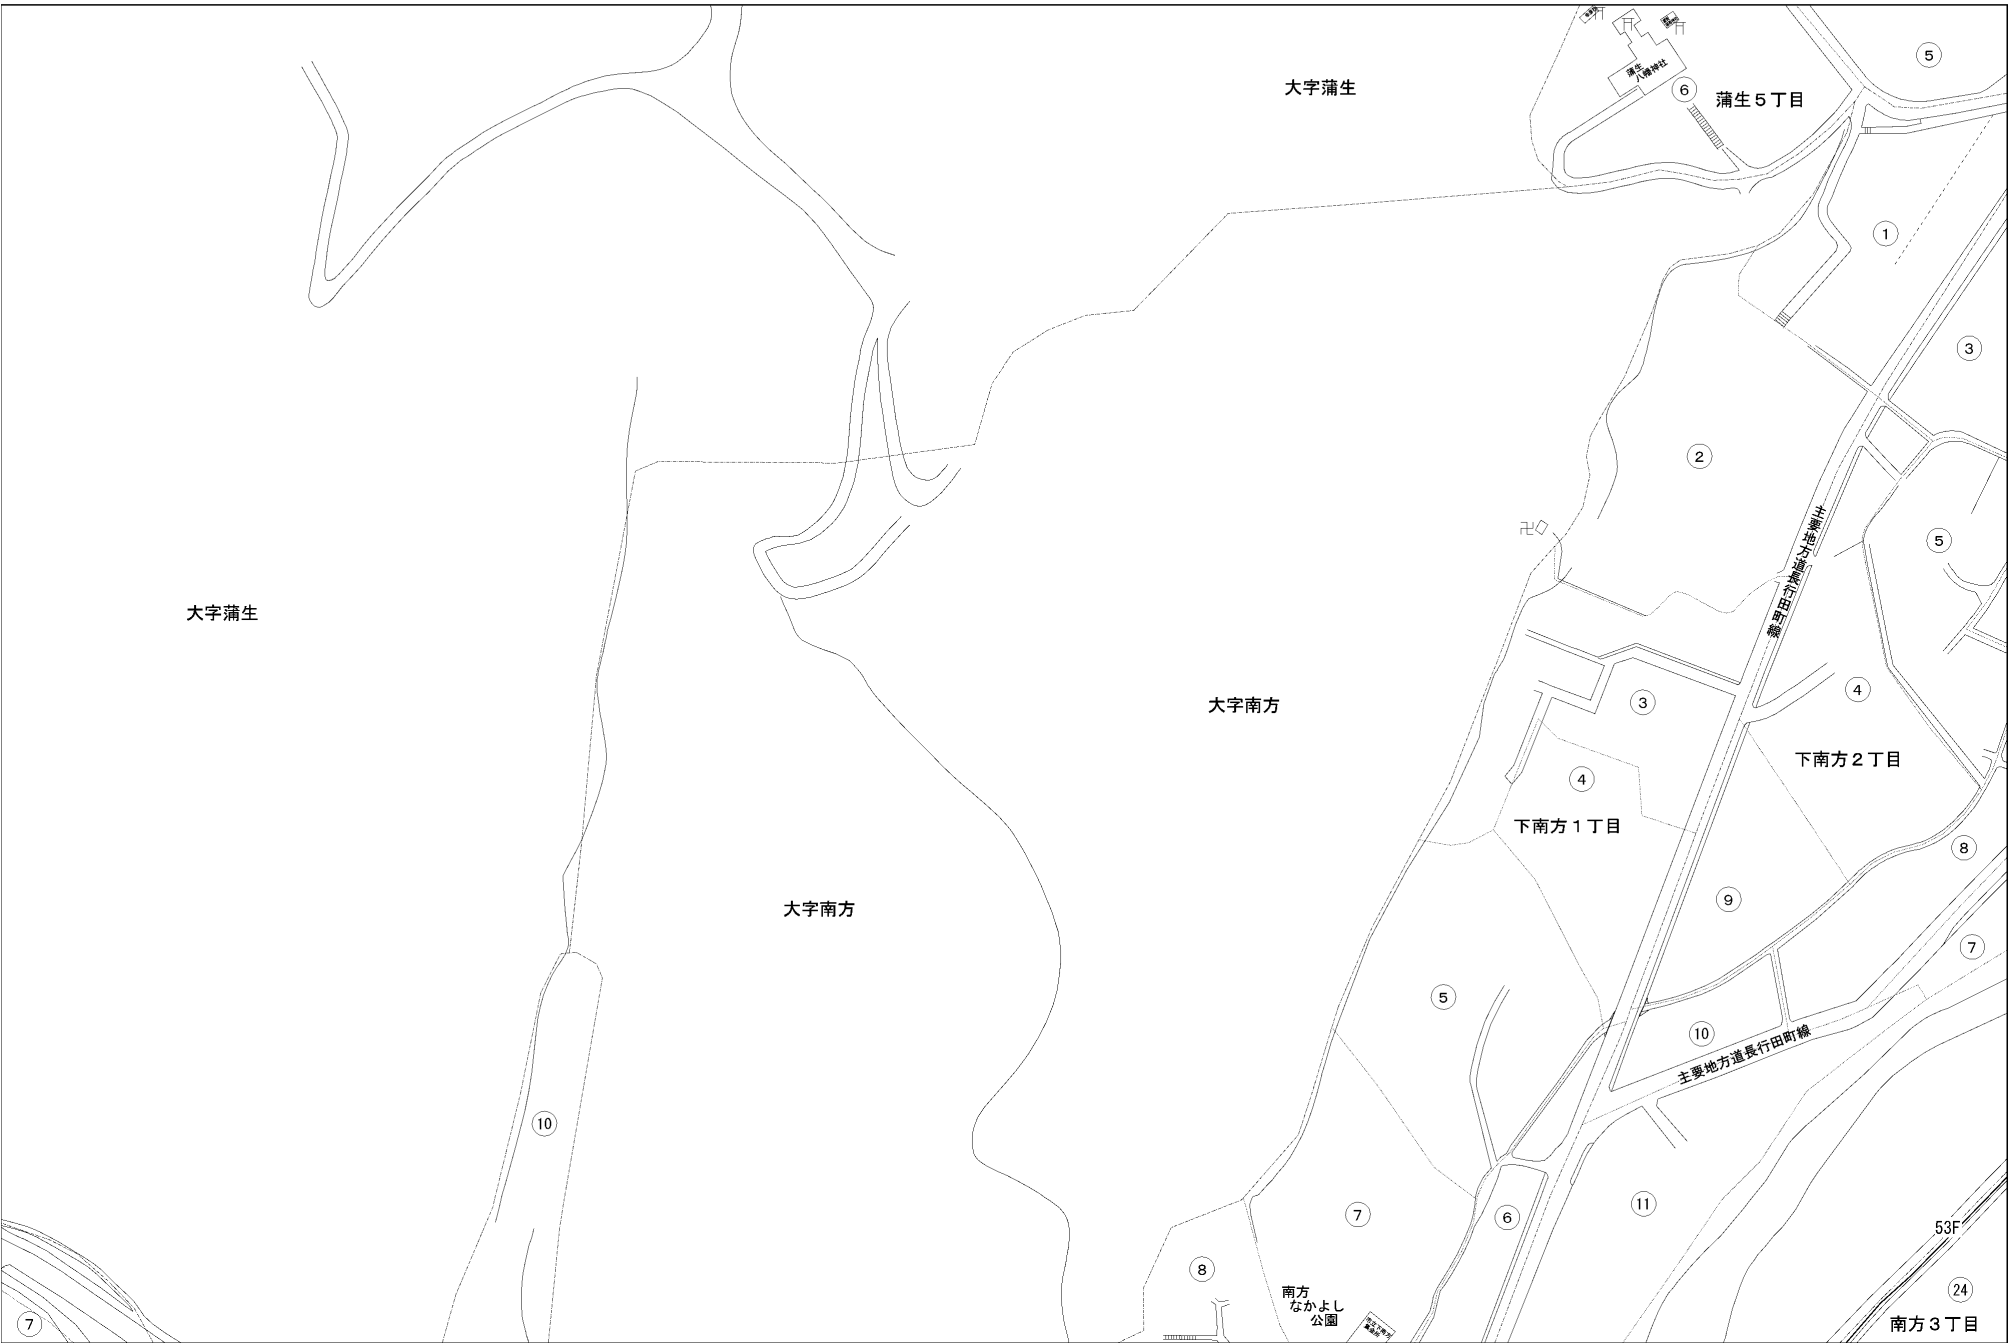 ⑤
大字蒲生
蒲生
八幡神社
⑥
蒲生５丁目
①
③
②
主要地方道長行田町線
⑤
大字蒲生
④
大字南方
③
下南方２丁目
④
下南方１丁目
⑧
⑨
大字南方
⑦
⑤
⑩
主要地方道長行田町線
⑩
⑪
⑦
⑥
53F
⑧
南方
なかよし
公園
㉔
⑦
南方３丁目